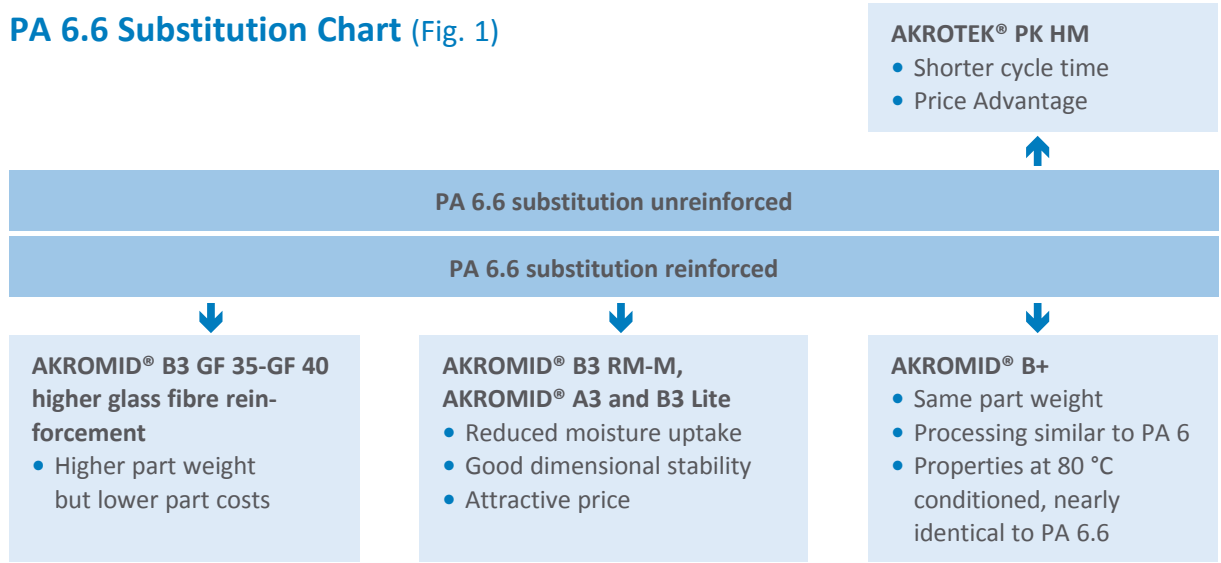 PA 6.6 Substitution Chart (Fig. 1)
AKROTEK® PK HM
• Shorter cycle time
• Price Advantage
PA 6.6 substitution unreinforced
PA 6.6 substitution reinforced
AKROMID® B3 GF 35-GF 40
higher glass fibre rein-
forcement
• Higher part weight
but lower part costs
AKROMID® B3 RM-M,
AKROMID® A3 and B3 Lite
• Reduced moisture uptake
• Good dimensional stability
• Attractive price
AKROMID® B+
• Same part weight
• Processing similar to PA 6
• Properties at 80 °C
conditioned, nearly
identical to PA 6.6